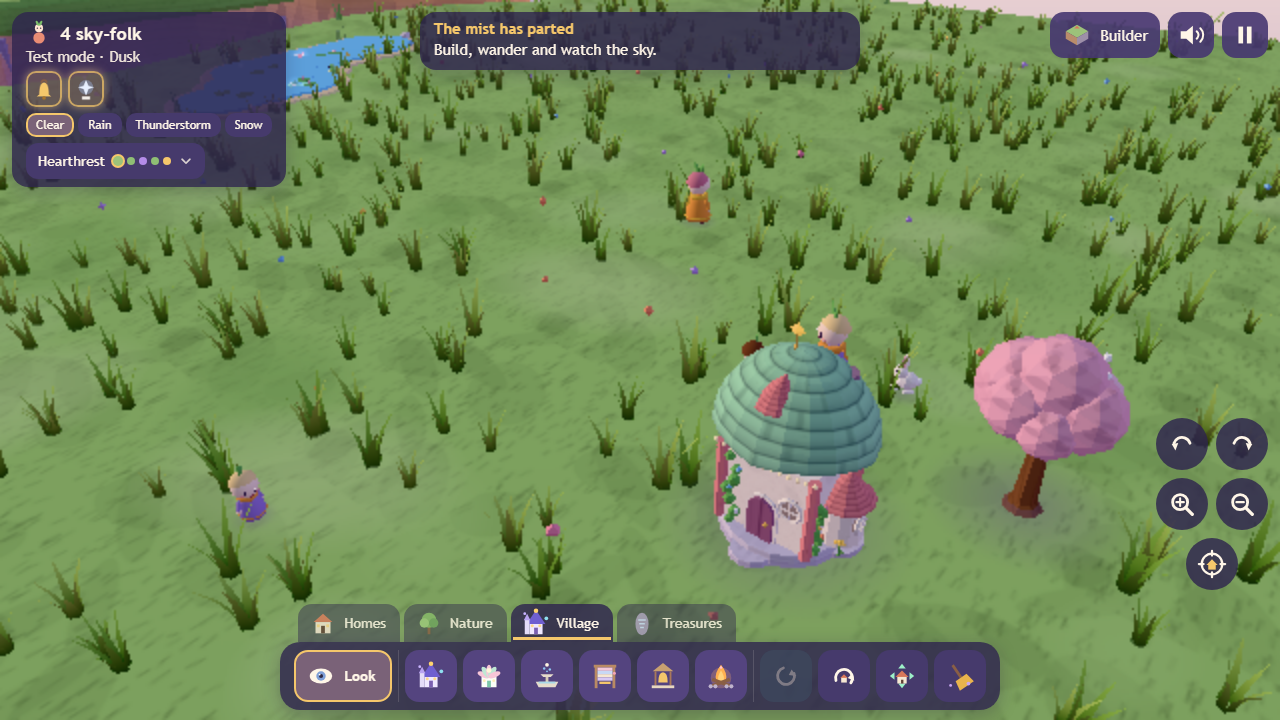 4 sky-folk
Test mode · Dusk
Clear Rain Thunderstorm Snow
Hearthrest
The mist has parted
Build, wander and watch the sky.
Builder
Homes Nature Village Treasures
Look